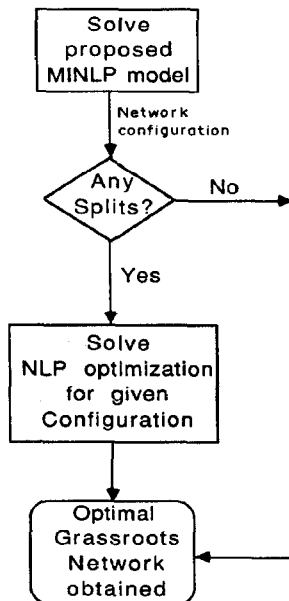 Solve
proposed
MINLP model
Network
configuration
Any
Splits?
No
Yes
Solve
NLP optimization
for given
Configuration
Optimal
Grassroots
Network
obtained